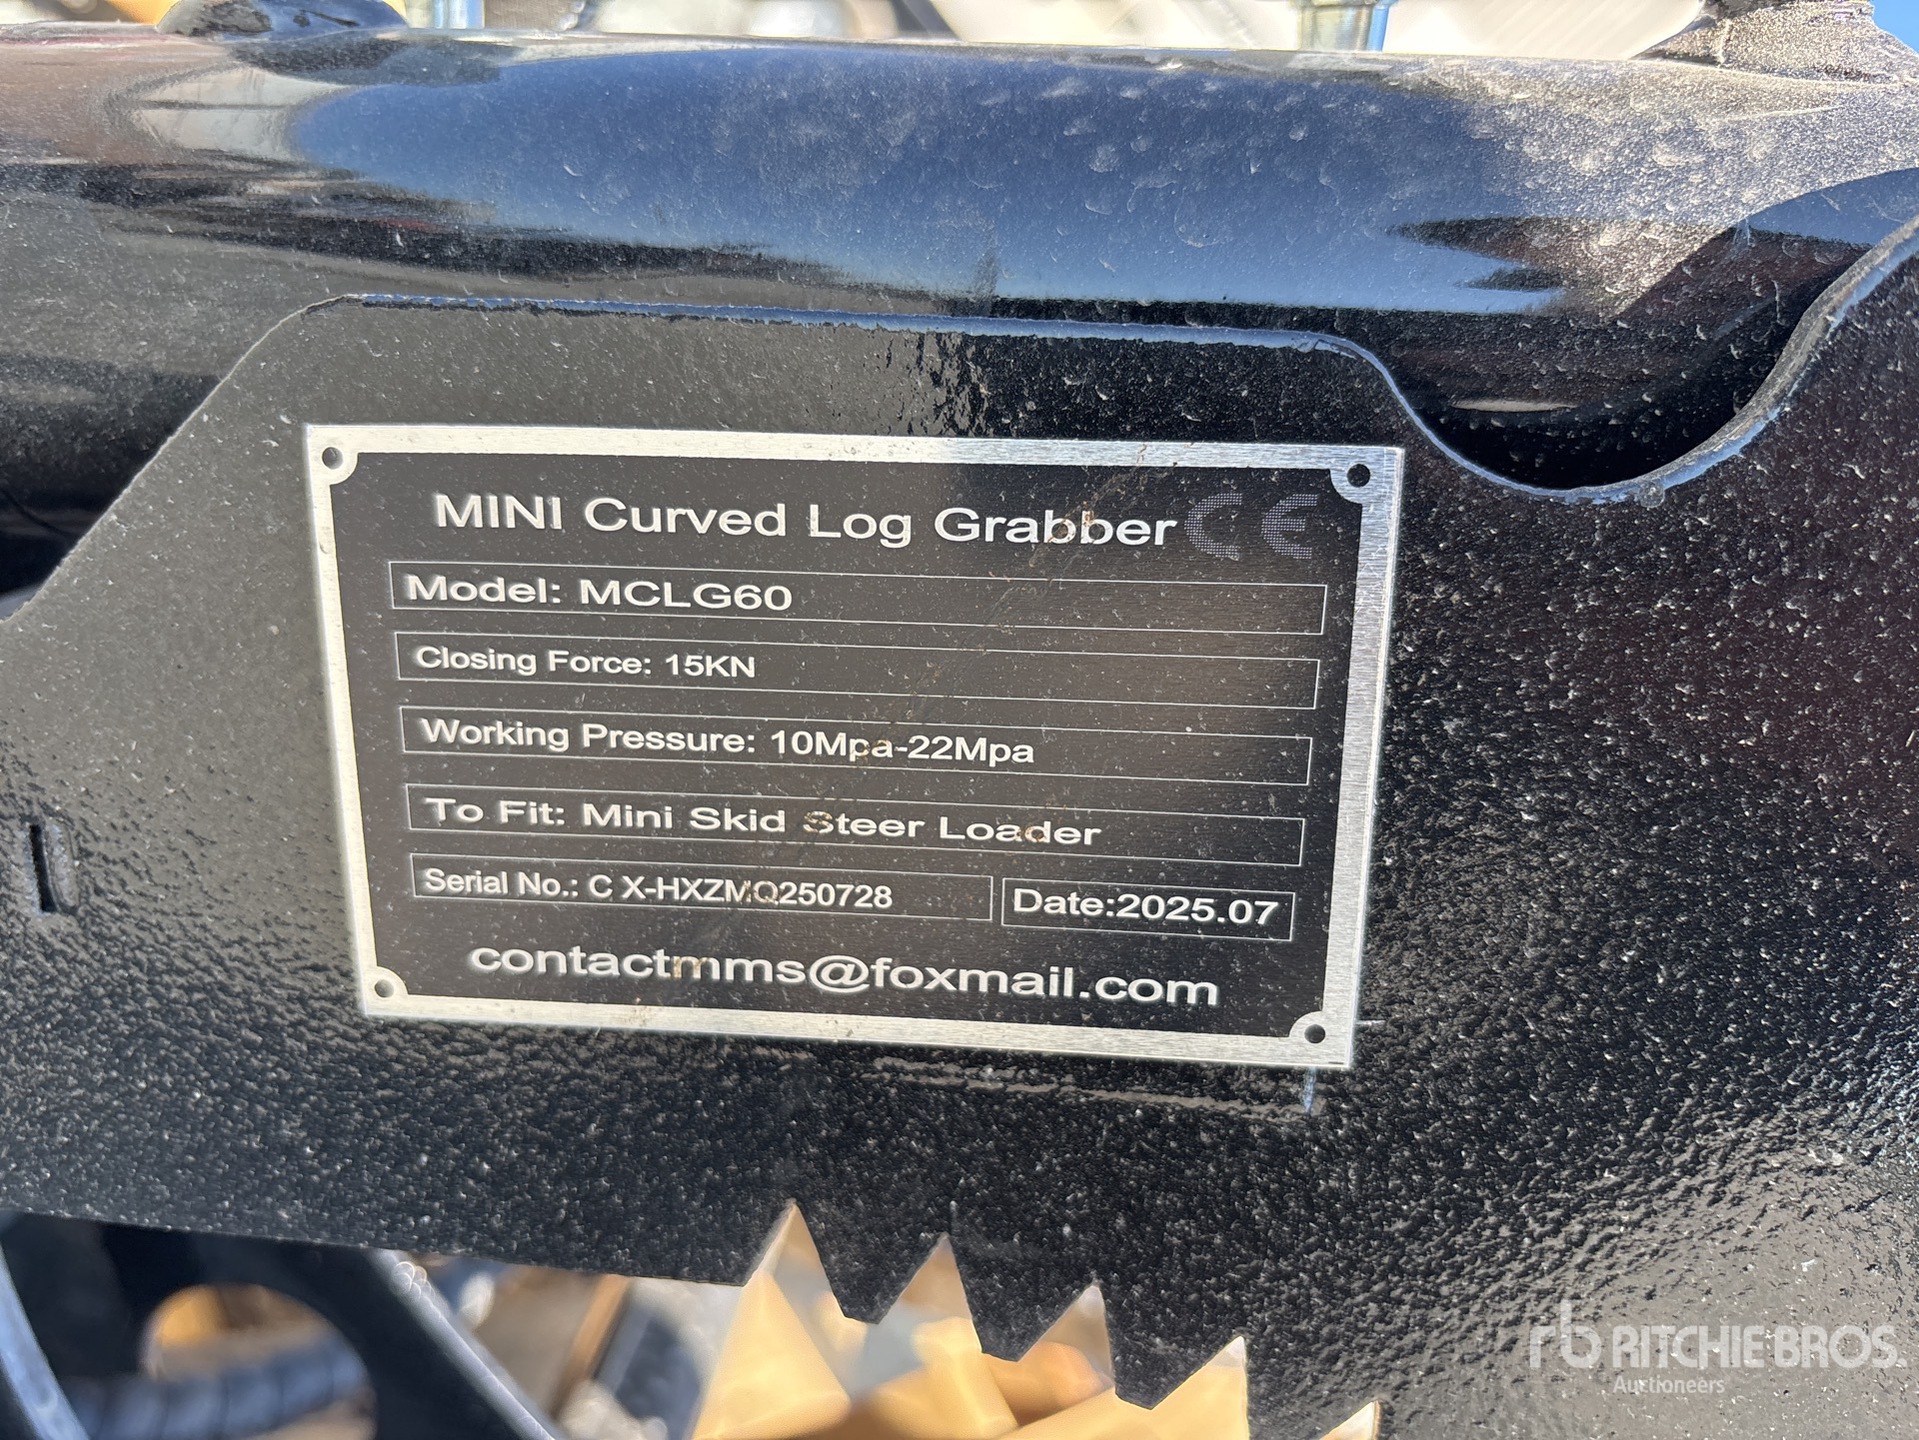 MINI Curved Log Grabber CE
Model: MCLG60
Closing Force: 15KN
Working Pressure: 10Mpa-22Mpa
To Fit: Mini Skid Steer Loader
Serial No.: C X-HXZMQ250728
Date:2025.07
contactmms@foxmail.com
rb RITCHIE BROS
Auctioneers